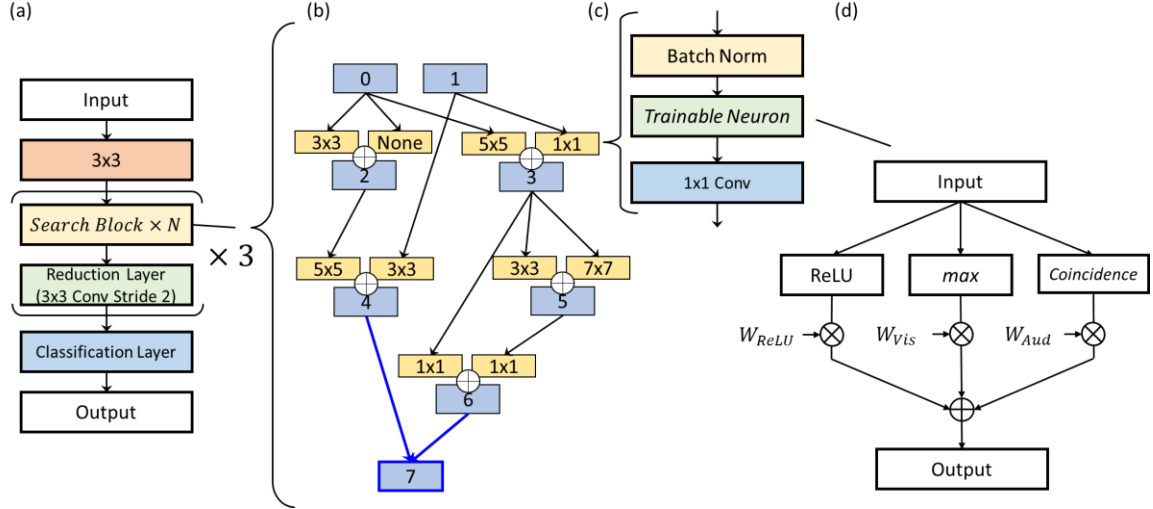 (a)
Input
3x3
Search Block × N
Reduction Layer
(3x3 Conv Stride 2)
× 3
Classification Layer
Output
(b)
0
1
3x3
None
5x5
1x1
2
3
5x5
3x3
3x3
7x7
4
5
1x1
1x1
6
7
(c)
Batch Norm
Trainable Neuron
1x1 Conv
(d)
Input
ReLU
max
Coincidence
W_ReLU
W_Vis
W_Aud
Output